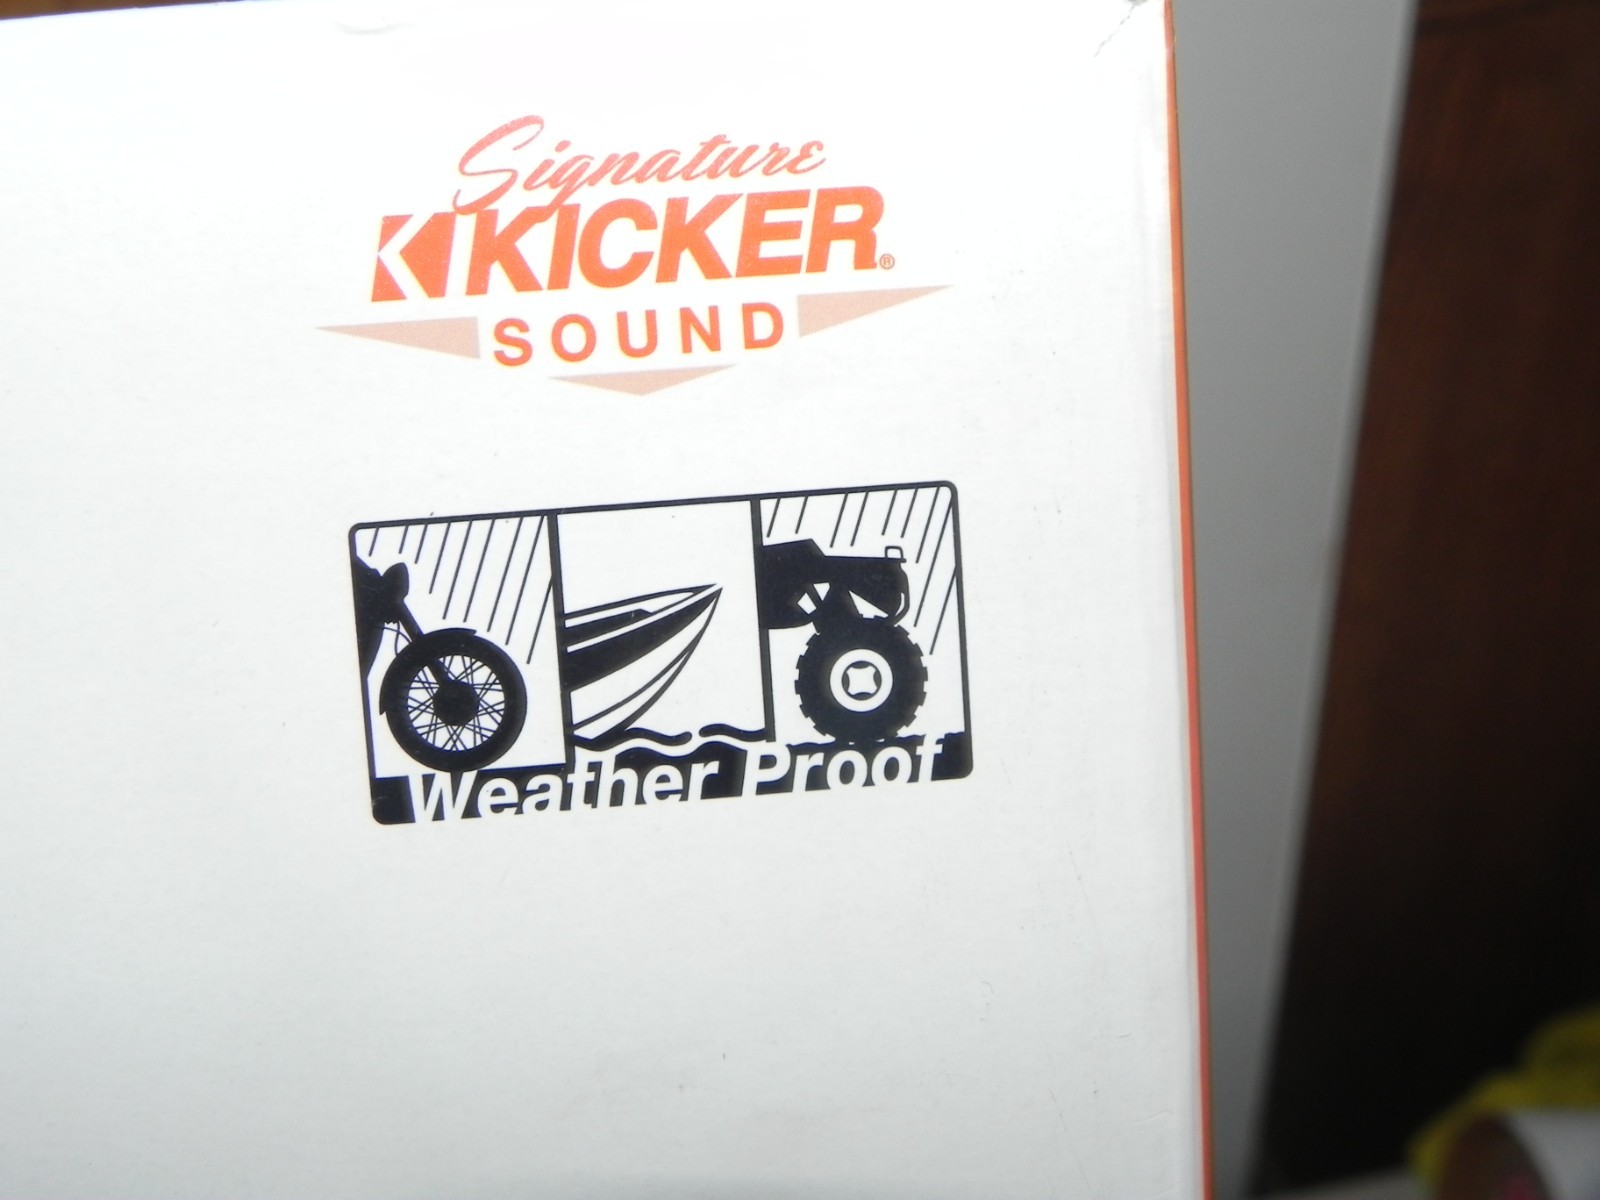 Signature
KICKER®
SOUND
Weather Proof